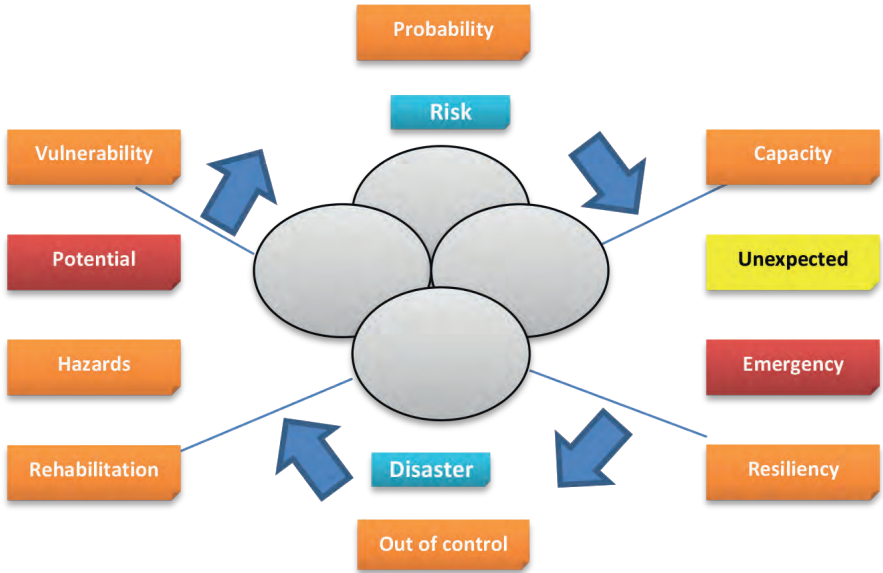 Probability
Risk
Vulnerability
Capacity
Potential
Unexpected
Hazards
Emergency
Rehabilitation
Disaster
Resiliency
Out of control